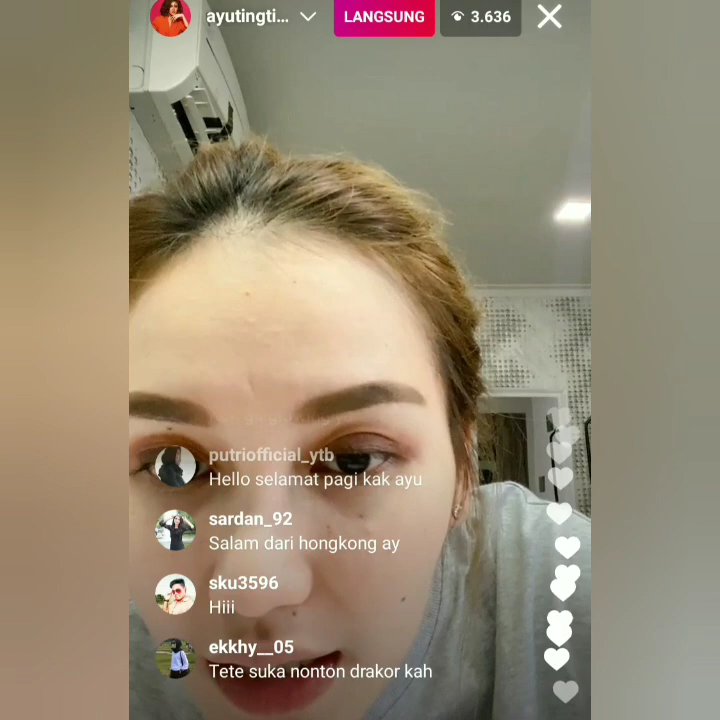 ayutingti...
LANGSUNG
3.636
putriofficial_ytb
Hello selamat pagi kak ayu
sardan_92
Salam dari hongkong ay
sku3596
Hiii
ekkhy__05
Tete suka nonton drakor kah